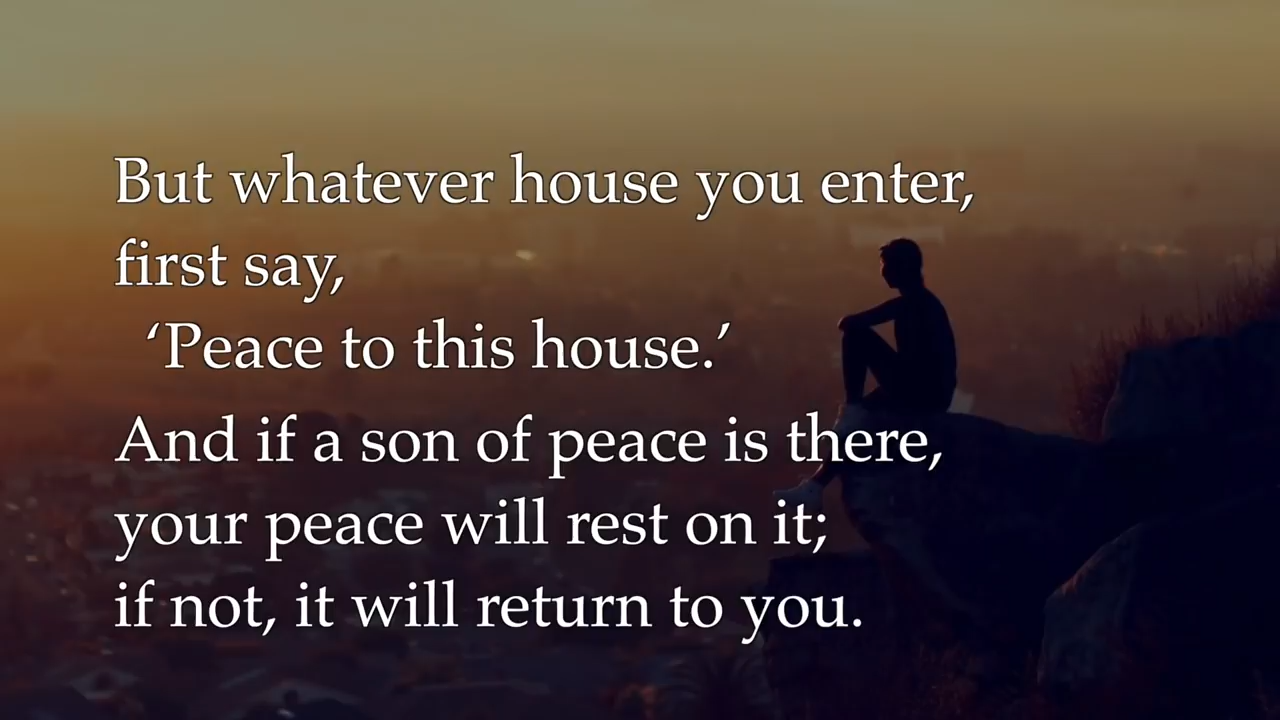 But whatever house you enter,
first say,
‘Peace to this house.’
And if a son of peace is there,
your peace will rest on it;
if not, it will return to you.